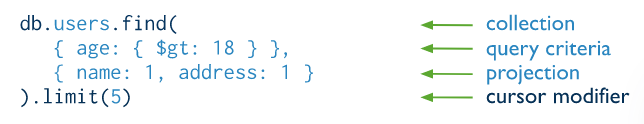 db.users.find( collection
{ age: { $gt: 18 } }, query criteria
{ name: 1, address: 1 } projection
).limit(5) cursor modifier